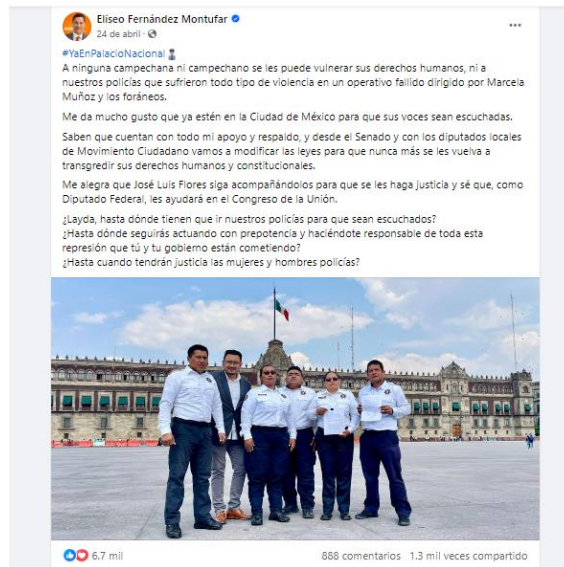 Eliseo Fernández Montufar
24 de abril ·
#YaEnPalacioNacional
A ninguna campechana ni campechano se les puede vulnerar sus derechos humanos, ni a
nuestros policías que sufrieron todo tipo de violencia en un operativo fallido dirigido por Marcela
Muñoz y los foráneos.
Me da mucho gusto que ya estén en la Ciudad de México para que sus voces sean escuchadas.
Saben que cuentan con todo mi apoyo y respaldo, y desde el Senado y con los diputados locales
de Movimiento Ciudadano vamos a modificar las leyes para que nunca más se les vuelva a
transgredir sus derechos humanos y constitucionales.
Me alegra que José Luis Flores siga acompañándolos para que se les haga justicia y sé que, como
Diputado Federal, les ayudará en el Congreso de la Unión.
¿Layda, hasta dónde tienen que ir nuestros policías para que sean escuchados?
¿Hasta dónde seguirás actuando con prepotencia y haciéndote responsable de toda esta
represión que tú y tu gobierno están cometiendo?
¿Hasta cuando tendrán justicia las mujeres y hombres policías?
6.7 mil
888 comentarios 1.3 mil veces compartido